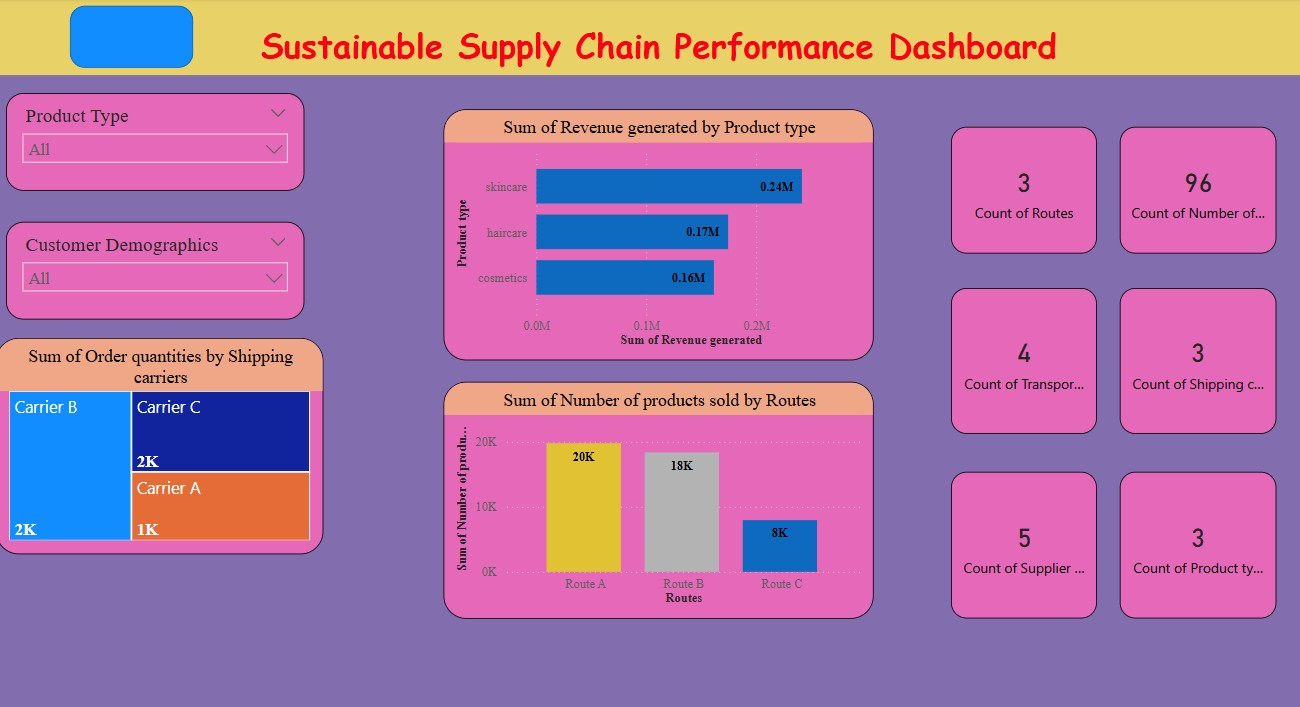 Sustainable Supply Chain Performance Dashboard
Product Type
All
Customer Demographics
All
Sum of Order quantities by Shipping
carriers
Carrier B
2K
Carrier C
2K
Carrier A
1K
Sum of Revenue generated by Product type
Product type
skincare
0.24M
haircare
0.17M
cosmetics
0.16M
0.0M
0.1M
0.2M
Sum of Revenue generated
Sum of Number of products sold by Routes
Sum of Number of produ...
20K
10K
0K
20K
18K
8K
Route A
Route B
Route C
Routes
3
Count of Routes
96
Count of Number of...
4
Count of Transpor...
3
Count of Shipping c...
5
Count of Supplier ...
3
Count of Product ty...